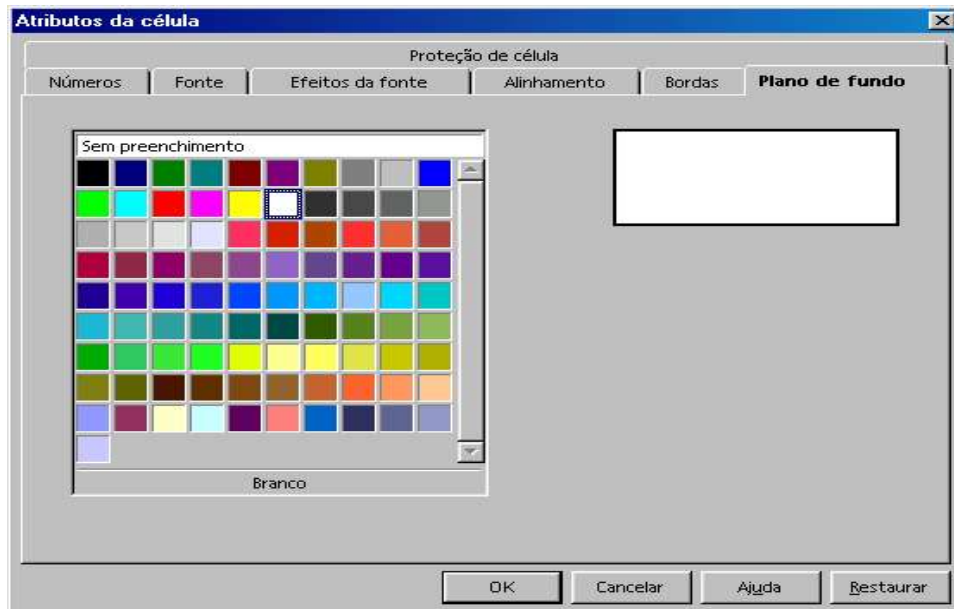 Atributos da célula
Proteção de célula
Números Fonte Efeitos da fonte Alinhamento Bordas Plano de fundo
Sem preenchimento
Branco
OK Cancelar Ajuda Restaurar